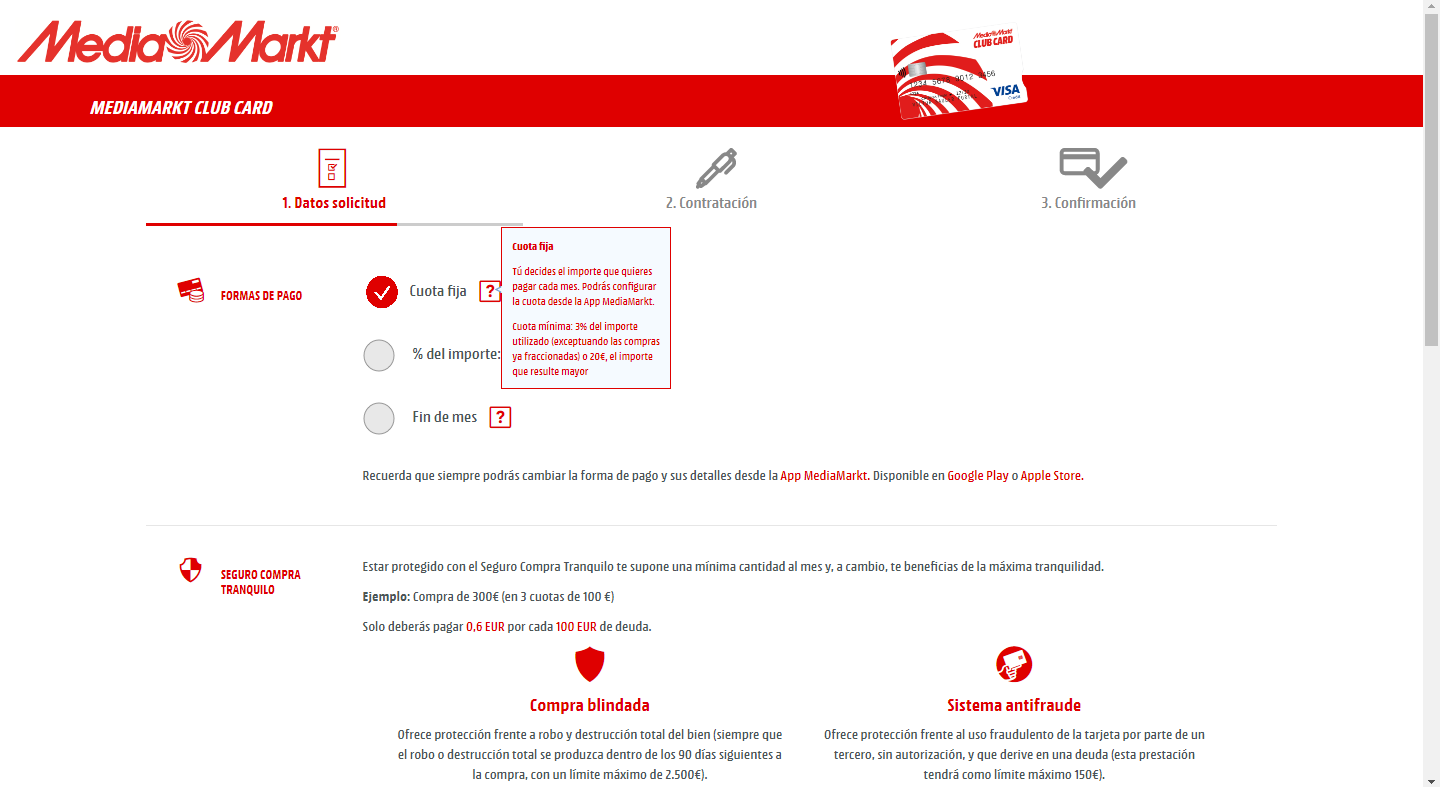 MediaMarkt®
MediaMarkt
CLUB CARD
VISA
MEDIAMARKT CLUB CARD
1. Datos solicitud
2. Contratación
3. Confirmación
FORMAS DE PAGO
Cuota fija ?
Cuota fija
Tú decides el importe que quieres
pagar cada mes. Podrás configurar
la cuota desde la App MediaMarkt.
Cuota mínima: 3% del importe
utilizado (exceptuando las compras
ya fraccionadas) o 20€, el importe
que resulte mayor
% del importe:
Fin de mes ?
Recuerda que siempre podrás cambiar la forma de pago y sus detalles desde la App MediaMarkt. Disponible en Google Play o Apple Store.
SEGURO COMPRA
TRANQUILO
Estar protegido con el Seguro Compra Tranquilo te supone una mínima cantidad al mes y, a cambio, te beneficias de la máxima tranquilidad.
Ejemplo: Compra de 300€ (en 3 cuotas de 100 €)
Solo deberás pagar 0,6 EUR por cada 100 EUR de deuda.
Compra blindada
Ofrece protección frente a robo y destrucción total del bien (siempre que
el robo o destrucción total se produzca dentro de los 90 días siguientes a
la compra, con un límite máximo de 2.500€).
Sistema antifraude
Ofrece protección frente al uso fraudulento de la tarjeta por parte de un
tercero, sin autorización, y que derive en una deuda (esta prestación
tendrá como límite máximo 150€).